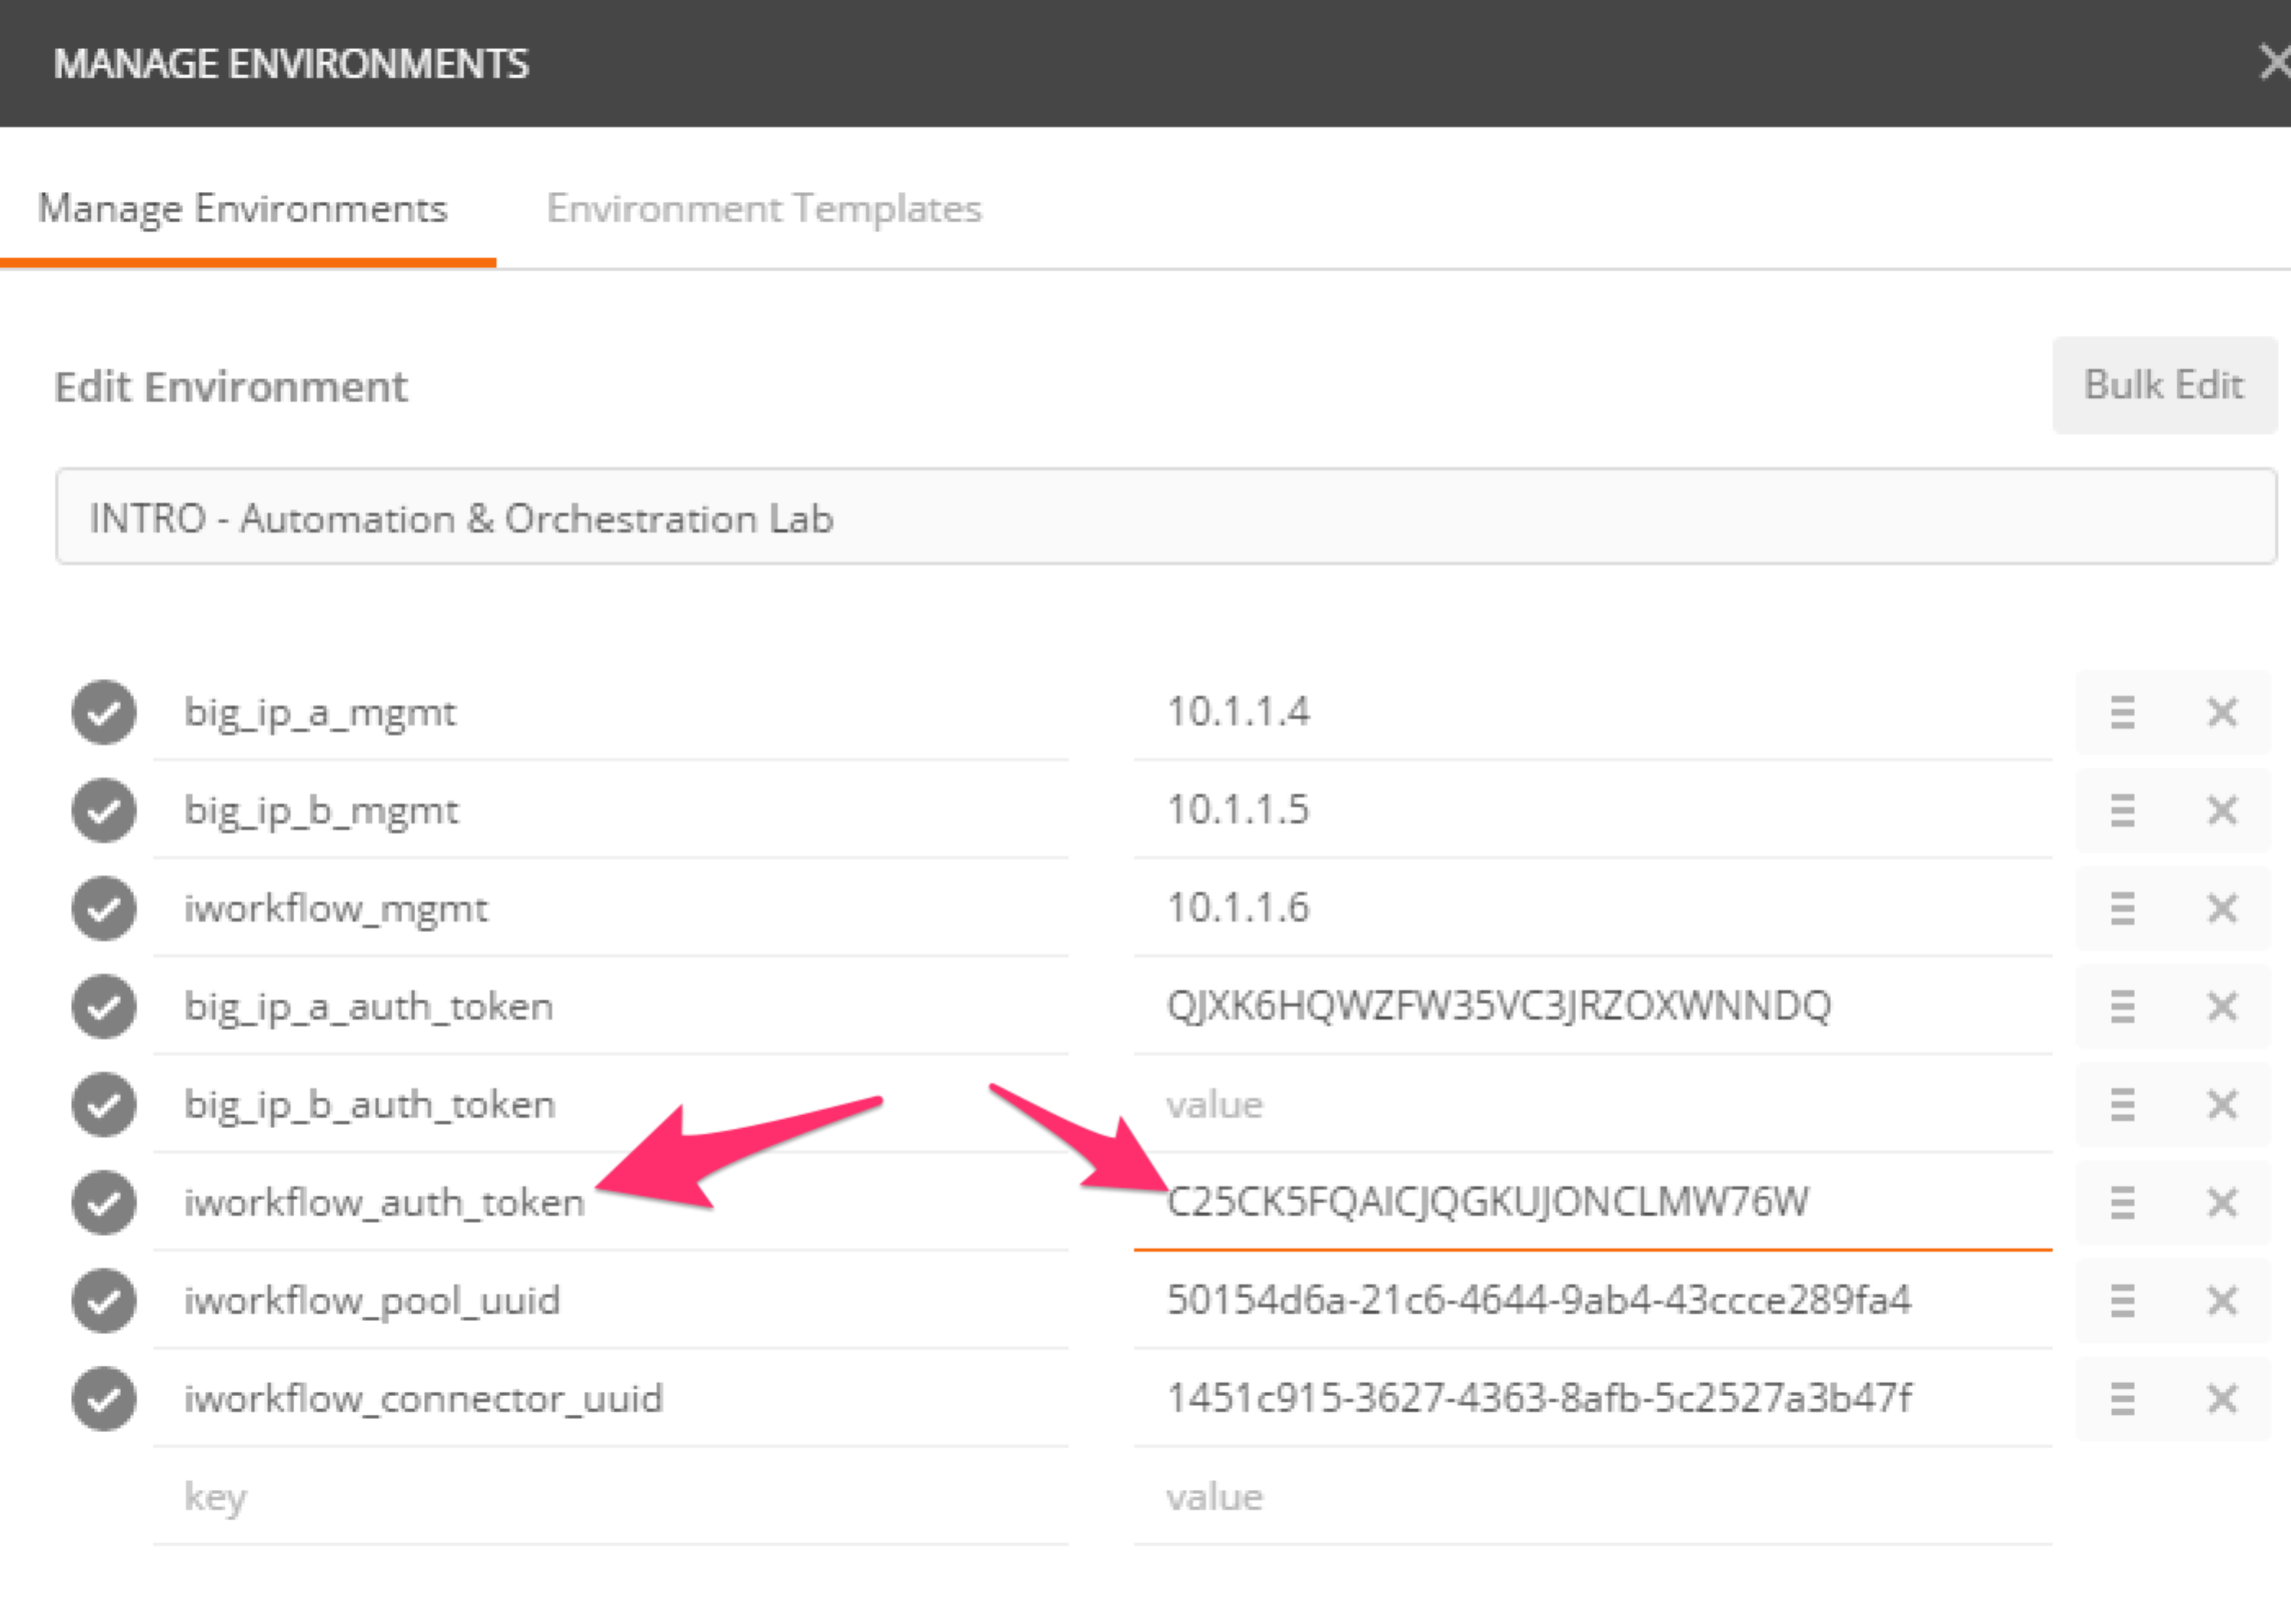 MANAGE ENVIRONMENTS
Manage Environments Environment Templates
Edit Environment Bulk Edit
INTRO - Automation & Orchestration Lab
big_ip_a_mgmt 10.1.1.4
big_ip_b_mgmt 10.1.1.5
iworkflow_mgmt 10.1.1.6
big_ip_a_auth_token QJXK6HQWZFW35VC3JRZOXWNNDQ
big_ip_b_auth_token value
iworkflow_auth_token C25CK5FQAICJQGKUJONCLMW76W
iworkflow_pool_uuid 50154d6a-21c6-4644-9ab4-43ccce289fa4
iworkflow_connector_uuid 1451c915-3627-4363-8afb-5c2527a3b47f
key value